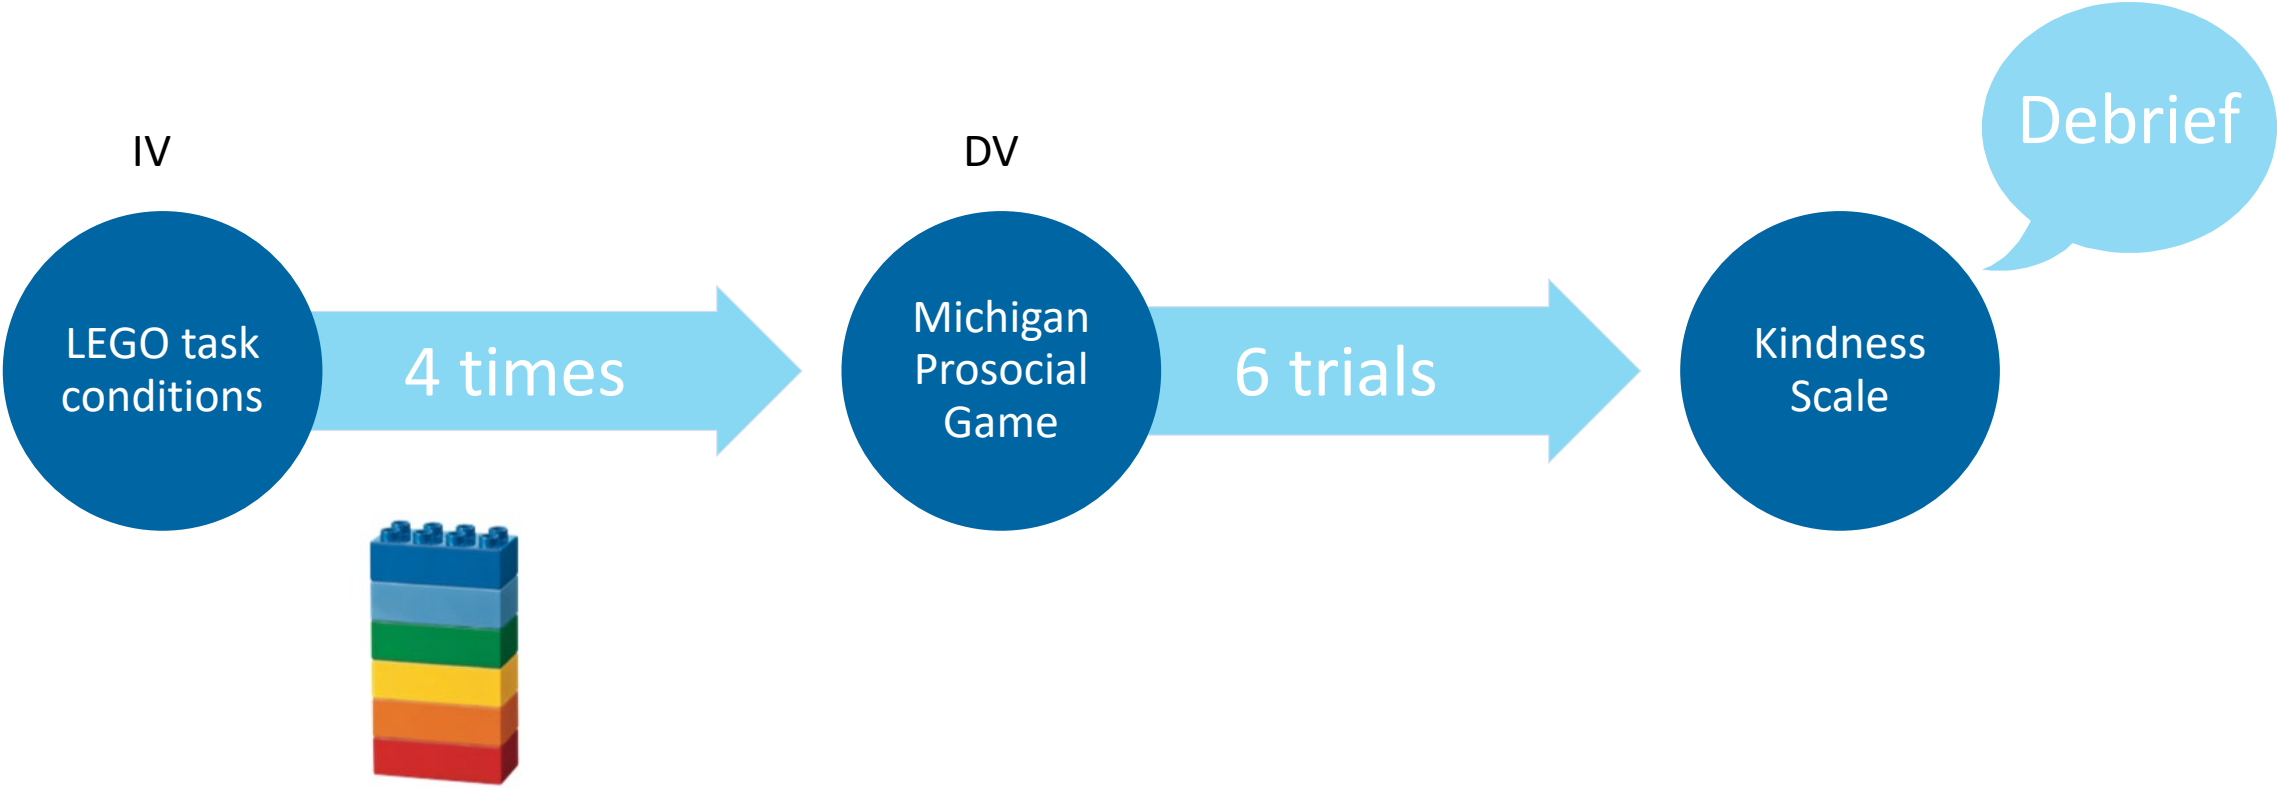 IV
LEGO task
conditions
4 times
DV
Michigan
Prosocial
Game
6 trials
Kindness
Scale
Debrief